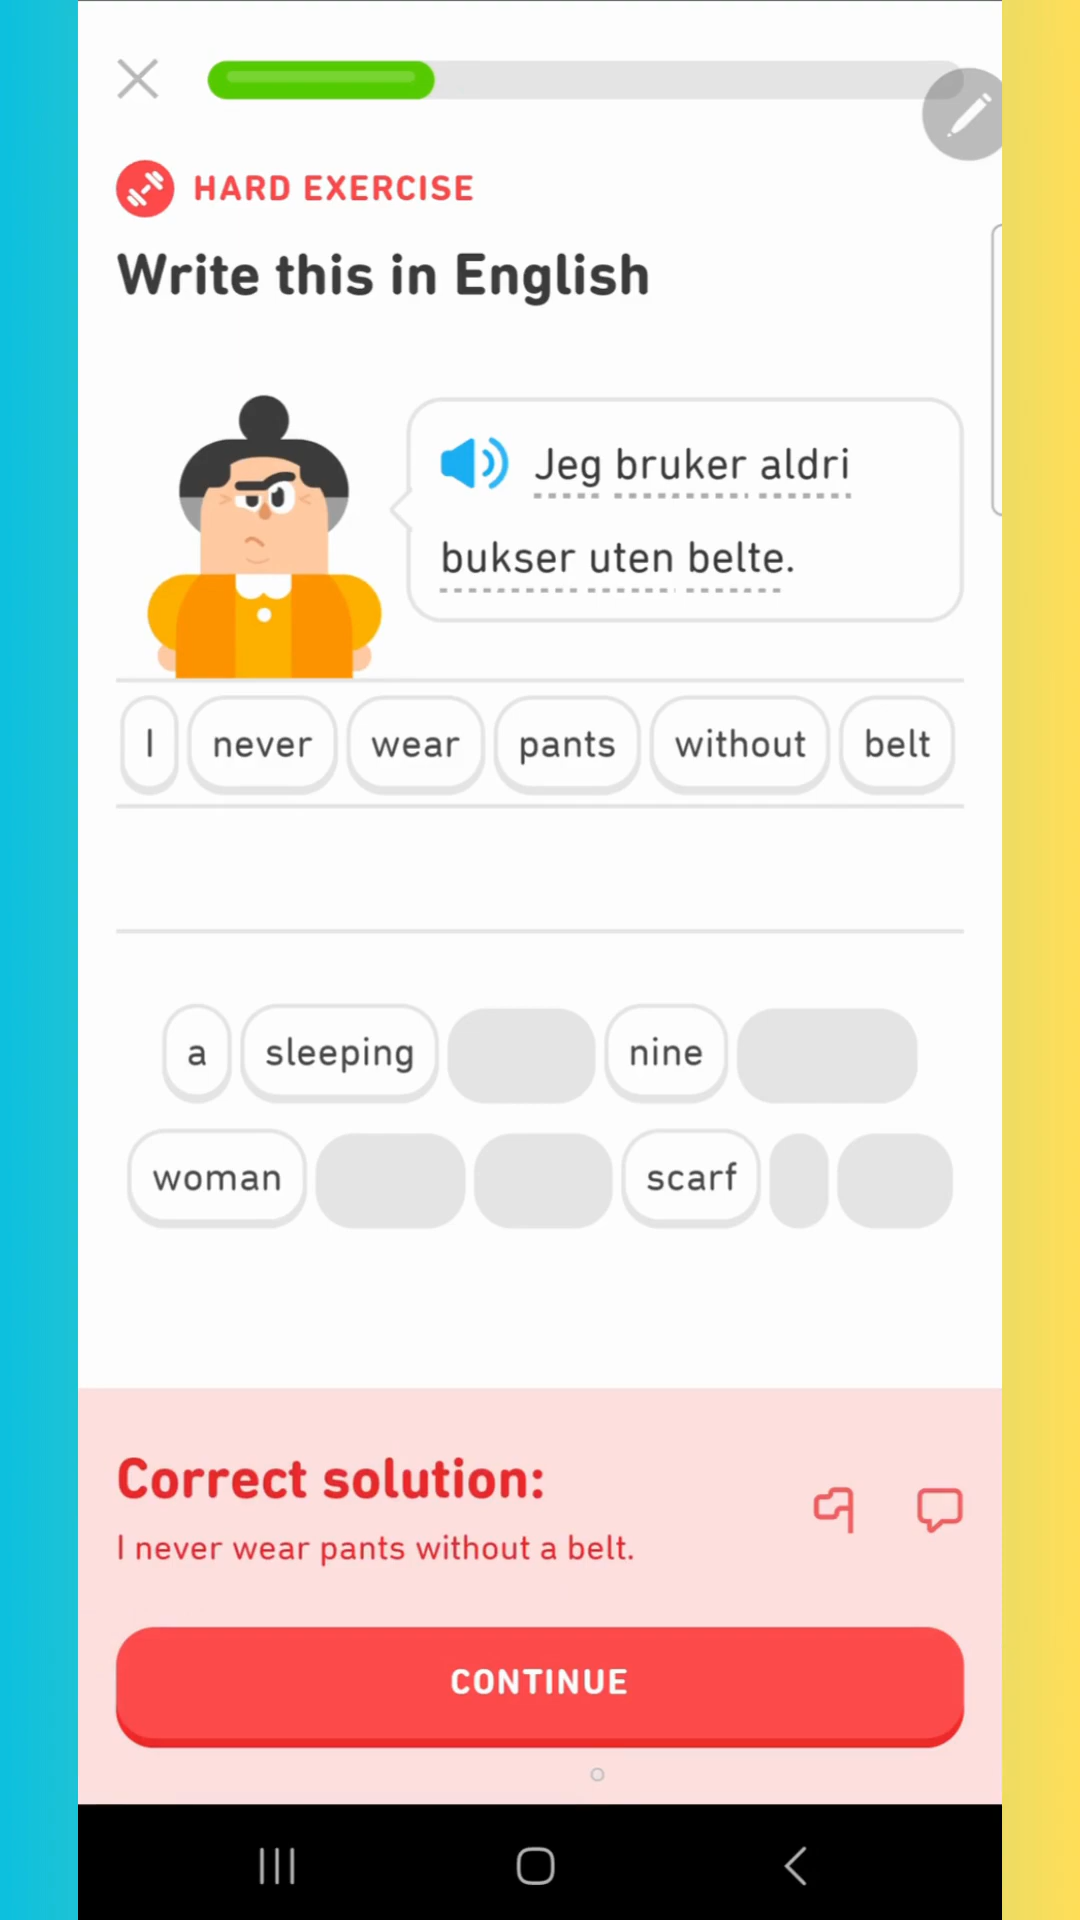 HARD EXERCISE
Write this in English
Jeg bruker aldri
bukser uten belte.
I never wear pants without belt
a sleeping nine
woman scarf
Correct solution:
I never wear pants without a belt.
CONTINUE